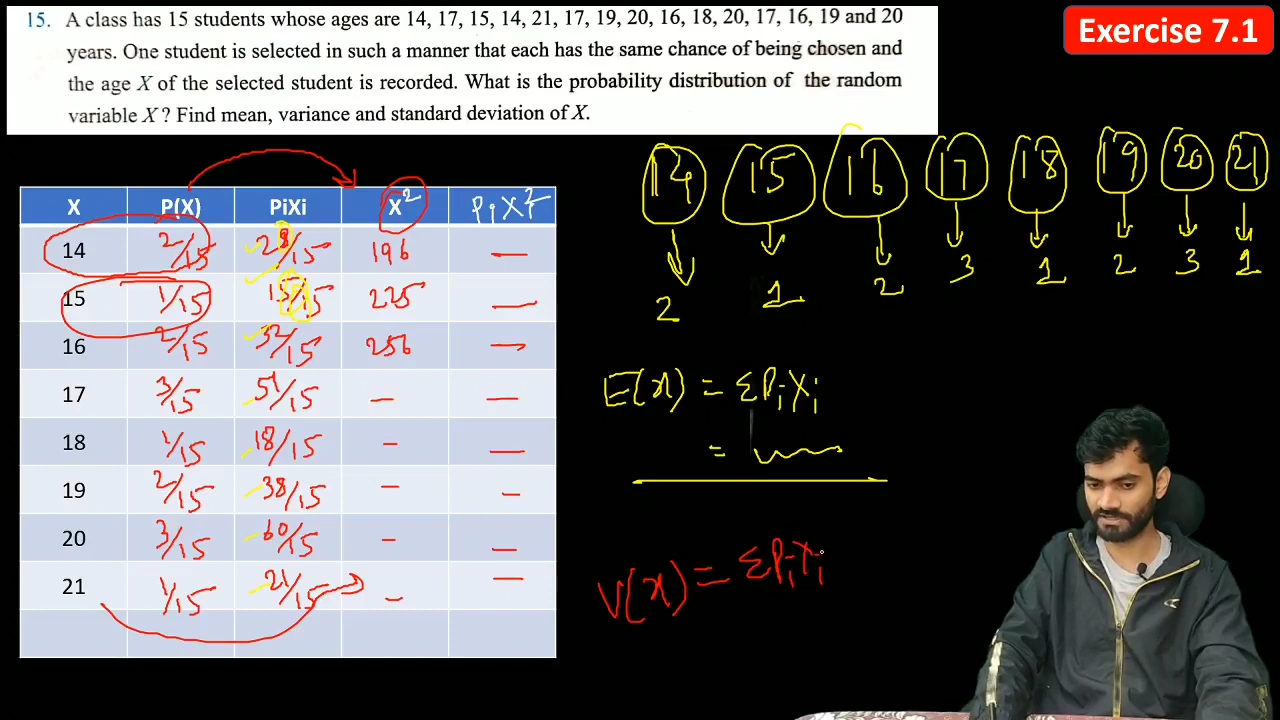 15. A class has 15 students whose ages are 14, 17, 15, 14, 21, 17, 19, 20, 16, 18, 20, 17, 16, 19 and 20
years. One student is selected in such a manner that each has the same chance of being chosen and
the age X of the selected student is recorded. What is the probability distribution of the random
variable X? Find mean, variance and standard deviation of X.
Exercise 7.1
14 15 16 17 18 19 20 21
2 1 2 3 1 2 3 1
X P(X) PiXi X² PiXi²
14 2/15 28/15 196 —
15 1/15 15/15 225 —
16 2/15 32/15 256 —
17 3/15 51/15 — —
18 1/15 18/15 - —
19 2/15 38/15 - -
20 3/15 60/15 - —
21 1/15 21/15 - —
E(x) = ΣPiXi
=
V(x) = ΣPiXi